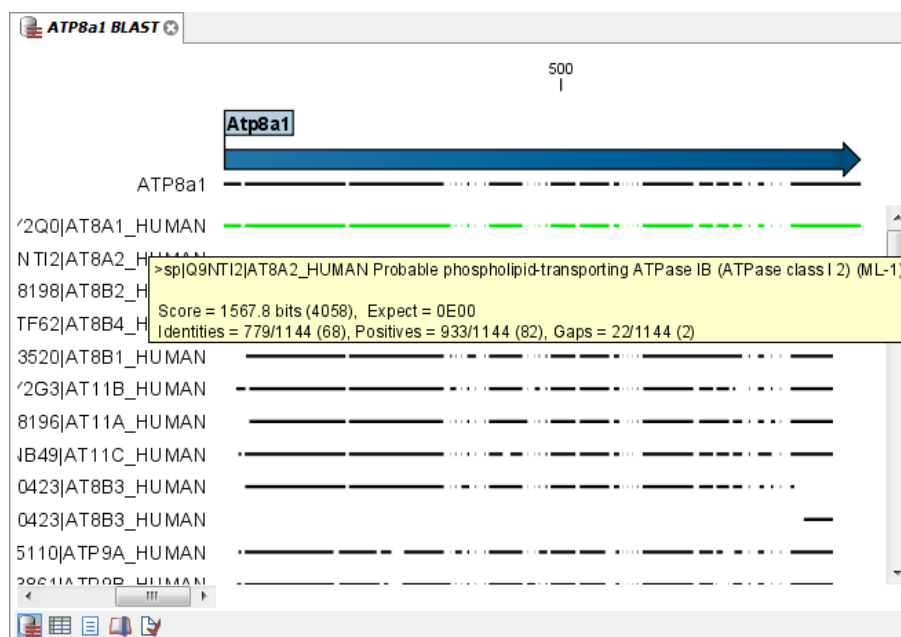 ATP8a1 BLAST
500
Atp8a1
ATP8a1
Y2Q0|AT8A1_HUMAN
NTI2|AT8A2_HUMAN
>sp|Q9NTI2|AT8A2_HUMAN Probable phospholipid-transporting ATPase IB (ATPase class I 2) (ML-1)
8198|AT8B2_H
Score = 1567.8 bits (4058), Expect = 0E00
TF62|AT8B4_H
Identities = 779/1144 (68), Positives = 933/1144 (82), Gaps = 22/1144 (2)
3520|AT8B1_HUMAN
Y2G3|AT11B_HUMAN
8196|AT11A_HUMAN
NB49|AT11C_HUMAN
0423|AT8B3_HUMAN
0423|AT8B3_HUMAN
5110|ATP9A_HUMAN
3861|ATP9B_HUMAN